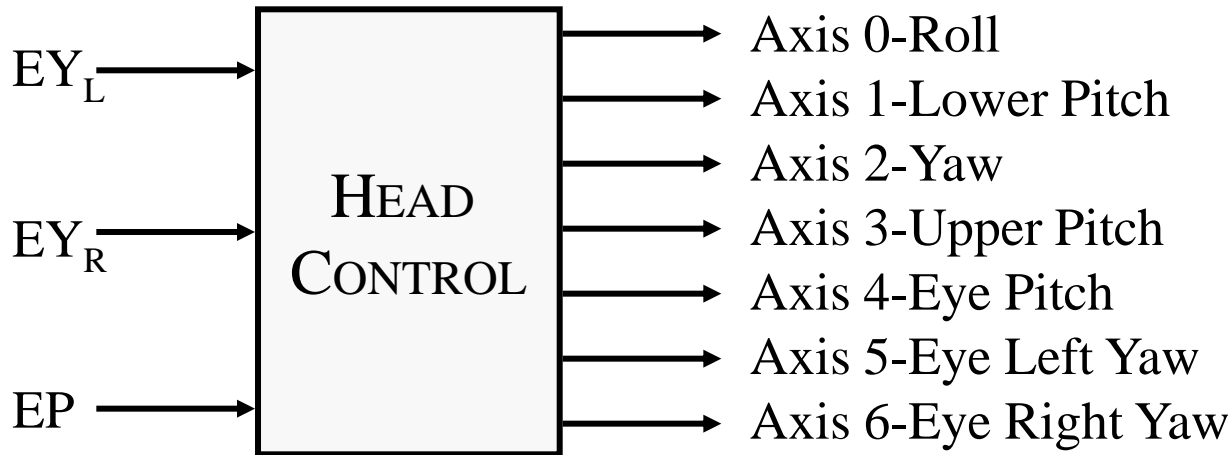 EY_L
EY_R
EP
HEAD
CONTROL
Axis 0-Roll
Axis 1-Lower Pitch
Axis 2-Yaw
Axis 3-Upper Pitch
Axis 4-Eye Pitch
Axis 5-Eye Left Yaw
Axis 6-Eye Right Yaw